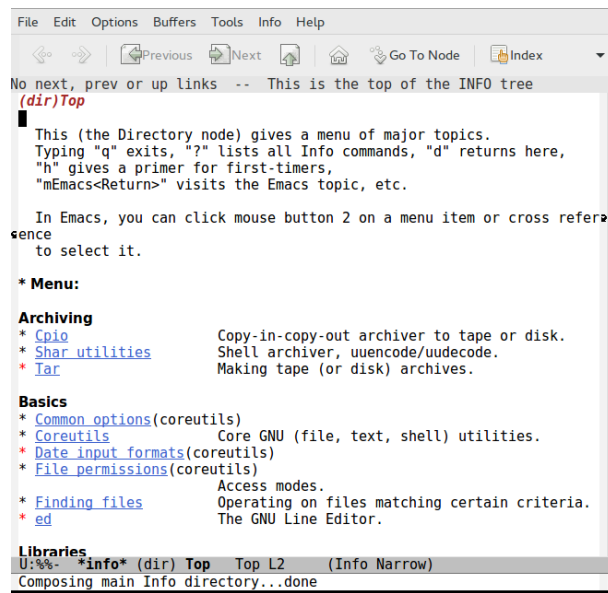 File Edit Options Buffers Tools Info Help
Previous Next Go To Node Index
No next, prev or up links -- This is the top of the INFO tree
(dir)Top
This (the Directory node) gives a menu of major topics.
Typing "q" exits, "?" lists all Info commands, "d" returns here,
"h" gives a primer for first-timers,
"mEmacs<Return>" visits the Emacs topic, etc.
In Emacs, you can click mouse button 2 on a menu item or cross refer
ence
to select it.
* Menu:
Archiving
* Cpio Copy-in-copy-out archiver to tape or disk.
* Shar utilities Shell archiver, uuencode/uudecode.
* Tar Making tape (or disk) archives.
Basics
* Common options(coreutils)
* Coreutils Core GNU (file, text, shell) utilities.
* Date input formats(coreutils)
* File permissions(coreutils)
Access modes.
* Finding files Operating on files matching certain criteria.
* ed The GNU Line Editor.
Libraries
U:%%- *info* (dir) Top Top L2 (Info Narrow)
Composing main Info directory...done